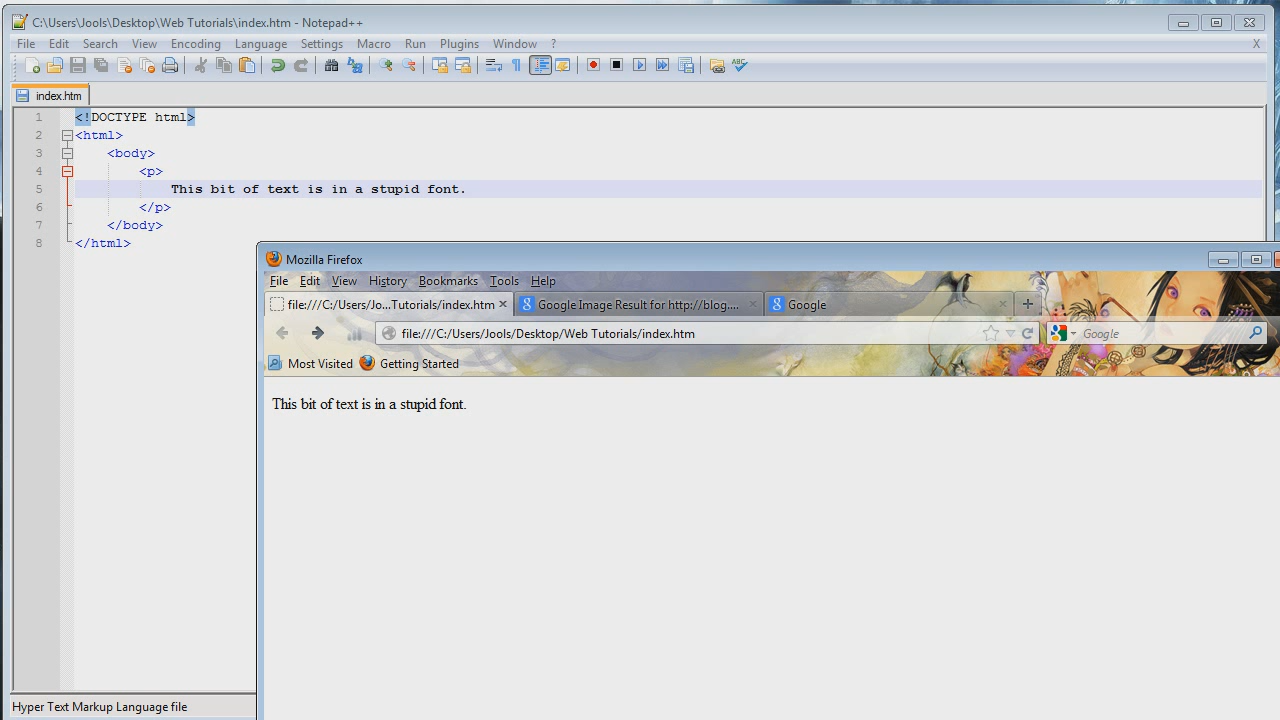 C:\Users\Jools\Desktop\Web Tutorials\index.htm - Notepad++
File Edit Search View Encoding Language Settings Macro Run Plugins Window ? X
index.htm
1 <!DOCTYPE html>
2 <html>
3 <body>
4 <p>
5 This bit of text is in a stupid font.
6 </p>
7 </body>
8 </html>
Mozilla Firefox
File Edit View History Bookmarks Tools Help
file:///C:/Users/Jo...Tutorials/index.htm Google Image Result for http://blog.... Google
file:///C:/Users/Jools/Desktop/Web Tutorials/index.htm Google
Most Visited Getting Started
This bit of text is in a stupid font.
Hyper Text Markup Language file